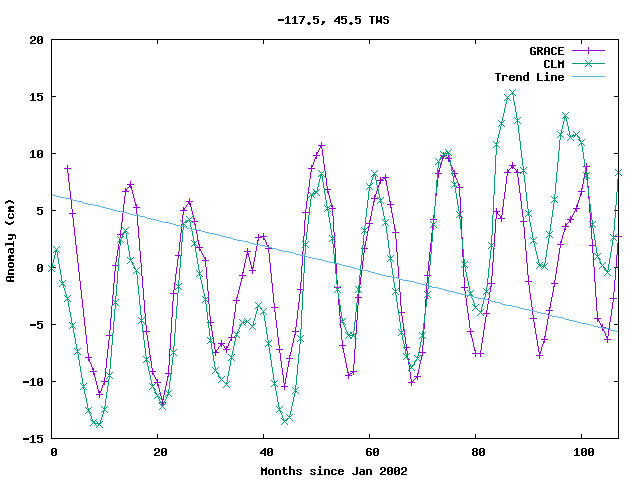 -117.5, 45.5 TWS
GRACE
CLM
Trend Line
20
15
10
5
0
-5
-10
-15
Anomaly (cm)
0 20 40 60 80 100
Months since Jan 2002